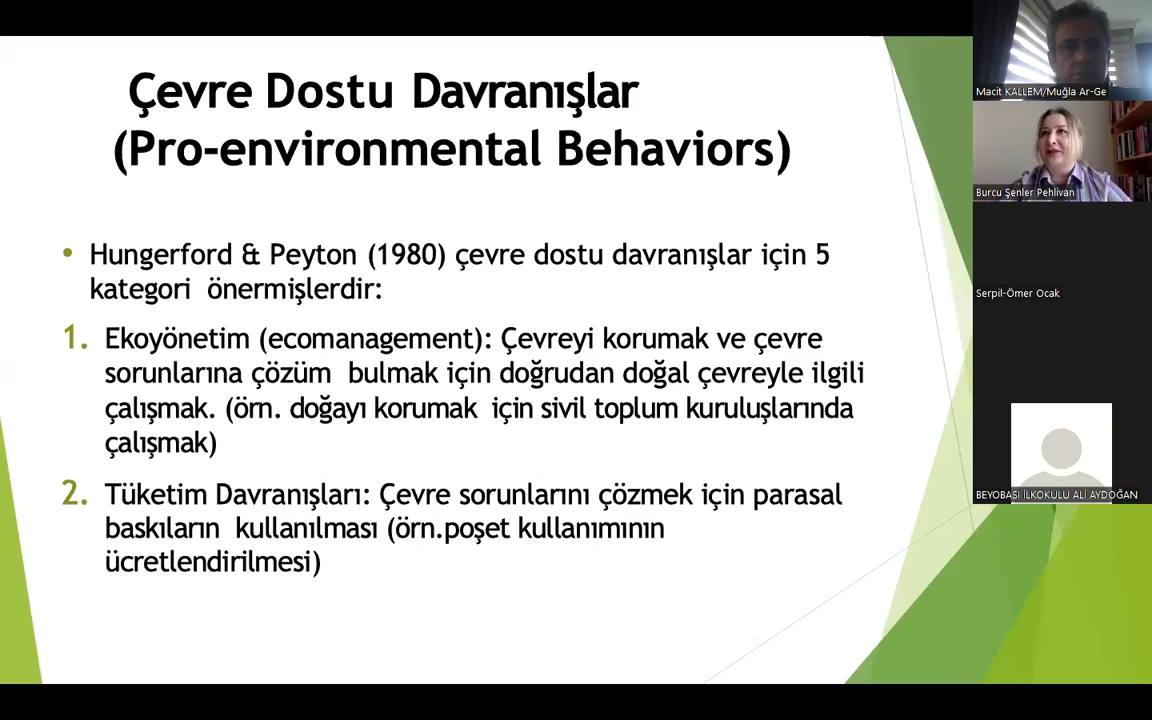 Çevre Dostu Davranışlar
(Pro-environmental Behaviors)
• Hungerford & Peyton (1980) çevre dostu davranışlar için 5
kategori önermişlerdir:
1. Ekoyönetim (ecomanagement): Çevreyi korumak ve çevre
sorunlarına çözüm bulmak için doğrudan doğal çevreyle ilgili
çalışmak. (örn. doğayı korumak için sivil toplum kuruluşlarında
çalışmak)
2. Tüketim Davranışları: Çevre sorunlarını çözmek için parasal
baskıların kullanılması (örn.poşet kullanımının
ücretlendirilmesi)
Macit KALLEM/Muğla Ar-Ge
Burcu Şenler Pehlivan
Serpil-Ömer Ocak
BEYOBASI İLKOKULU ALİ AYDOĞAN